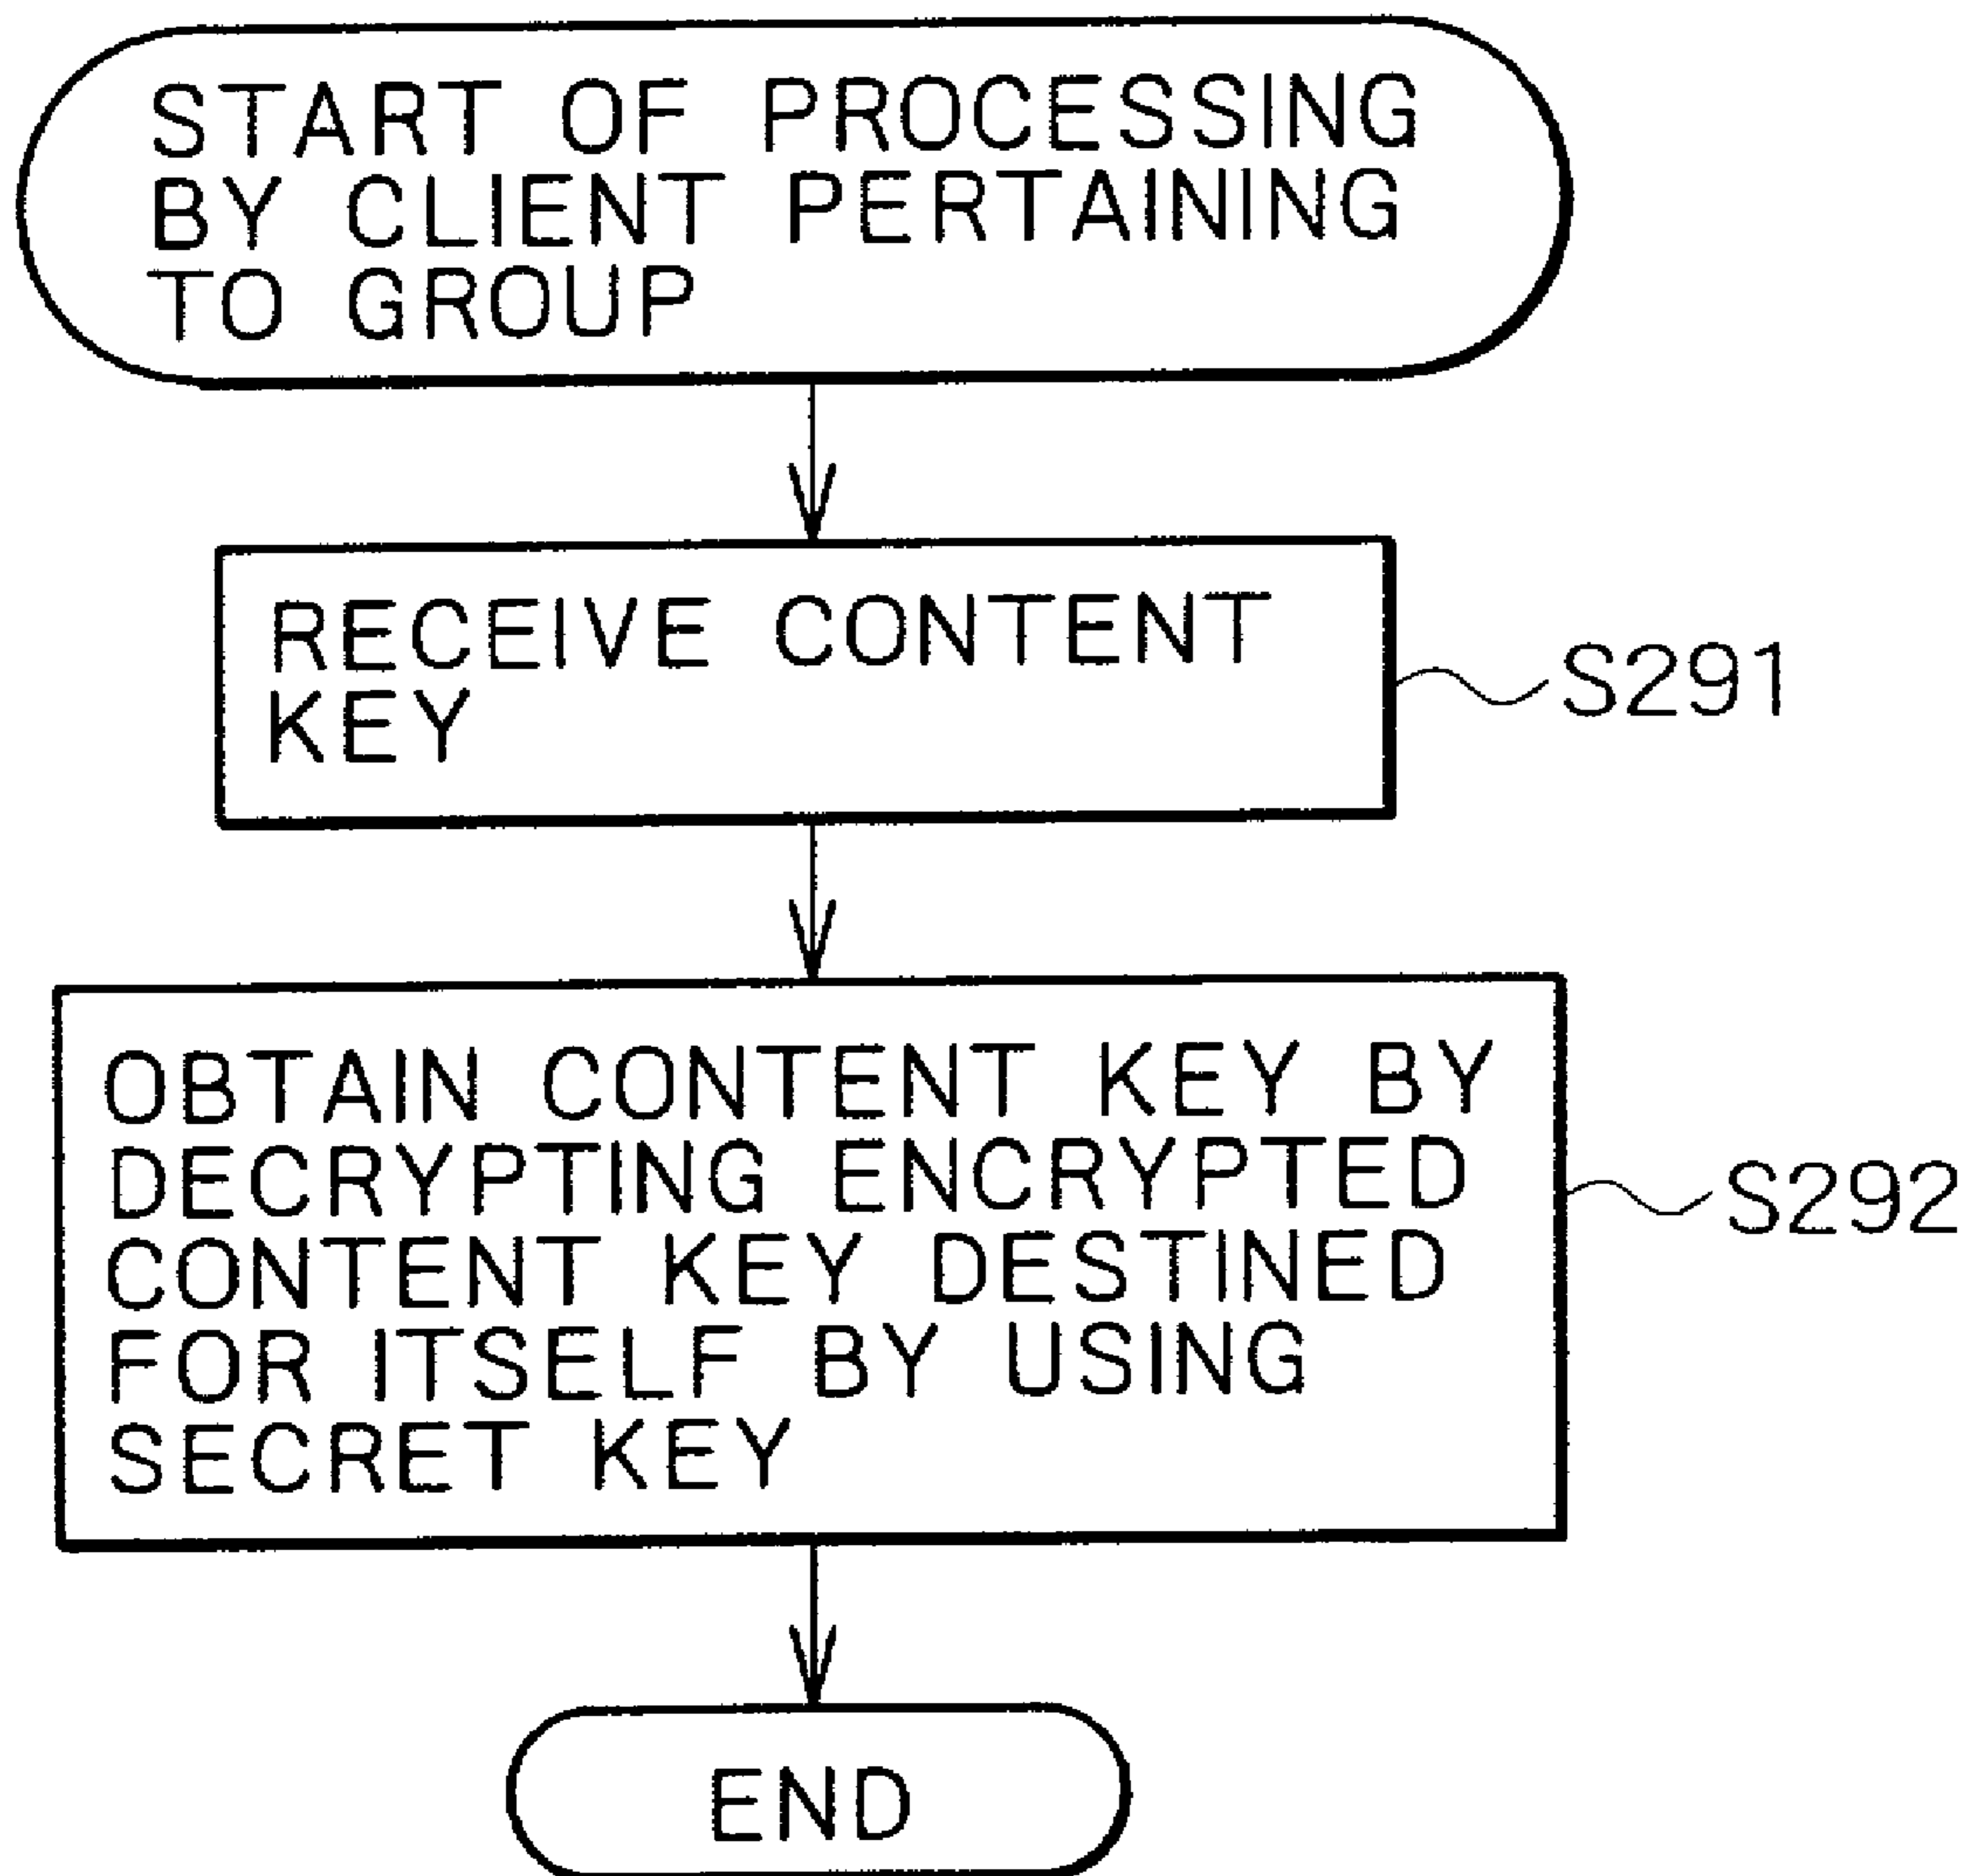 START OF PROCESSING
BY CLIENT PERTAINING
TO GROUP
RECEIVE CONTENT
KEY
S291
OBTAIN CONTENT KEY BY
DECRYPTING ENCRYPTED
CONTENT KEY DESTINED
FOR ITSELF BY USING
SECRET KEY
S292
END